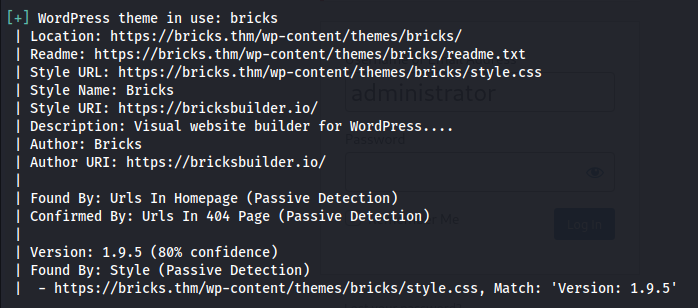 [+] WordPress theme in use: bricks
| Location: https://bricks.thm/wp-content/themes/bricks/
| Readme: https://bricks.thm/wp-content/themes/bricks/readme.txt
| Style URL: https://bricks.thm/wp-content/themes/bricks/style.css
| Style Name: Bricks
| Style URI: https://bricksbuilder.io/
administrator
| Description: Visual website builder for WordPress....
| Author: Bricks
Password
| Author URI: https://bricksbuilder.io/
|
| Found By: Urls In Homepage (Passive Detection)
| Confirmed By: Urls In 404 Page (Passive Detection)
Me
Log In
|
| Version: 1.9.5 (80% confidence)
| Found By: Style (Passive Detection)
|  - https://bricks.thm/wp-content/themes/bricks/style.css, Match: 'Version: 1.9.5'